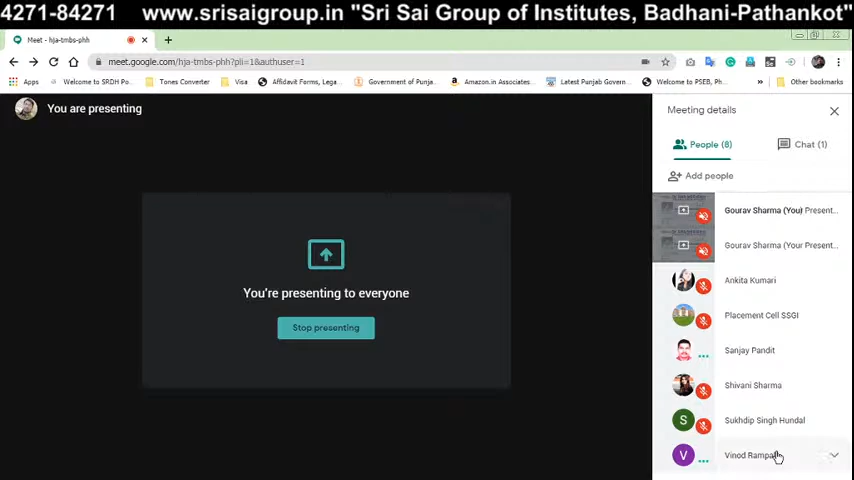 4271-84271 www.srisaigroup.in "Sri Sai Group of Institutes, Badhani-Pathankot"
Meet - hja-tmbs-phh
meet.google.com/hja-tmbs-phh?pli=1&authuser=1
Apps Welcome to SRDH Po... Tones Converter Visa Affidavit Forms, Lega... Government of Punja... Amazon.in Associates... Latest Punjab Govern... Welcome to PSEB, Ph... » Other bookmarks
You are presenting
Meeting details
People (8) Chat (1)
Add people
You're presenting to everyone
Stop presenting
Gourav Sharma (You) Present...
Gourav Sharma (Your Present...
Ankita Kumari
Placement Cell SSGI
Sanjay Pandit
Shivani Sharma
S Sukhdip Singh Hundal
V Vinod